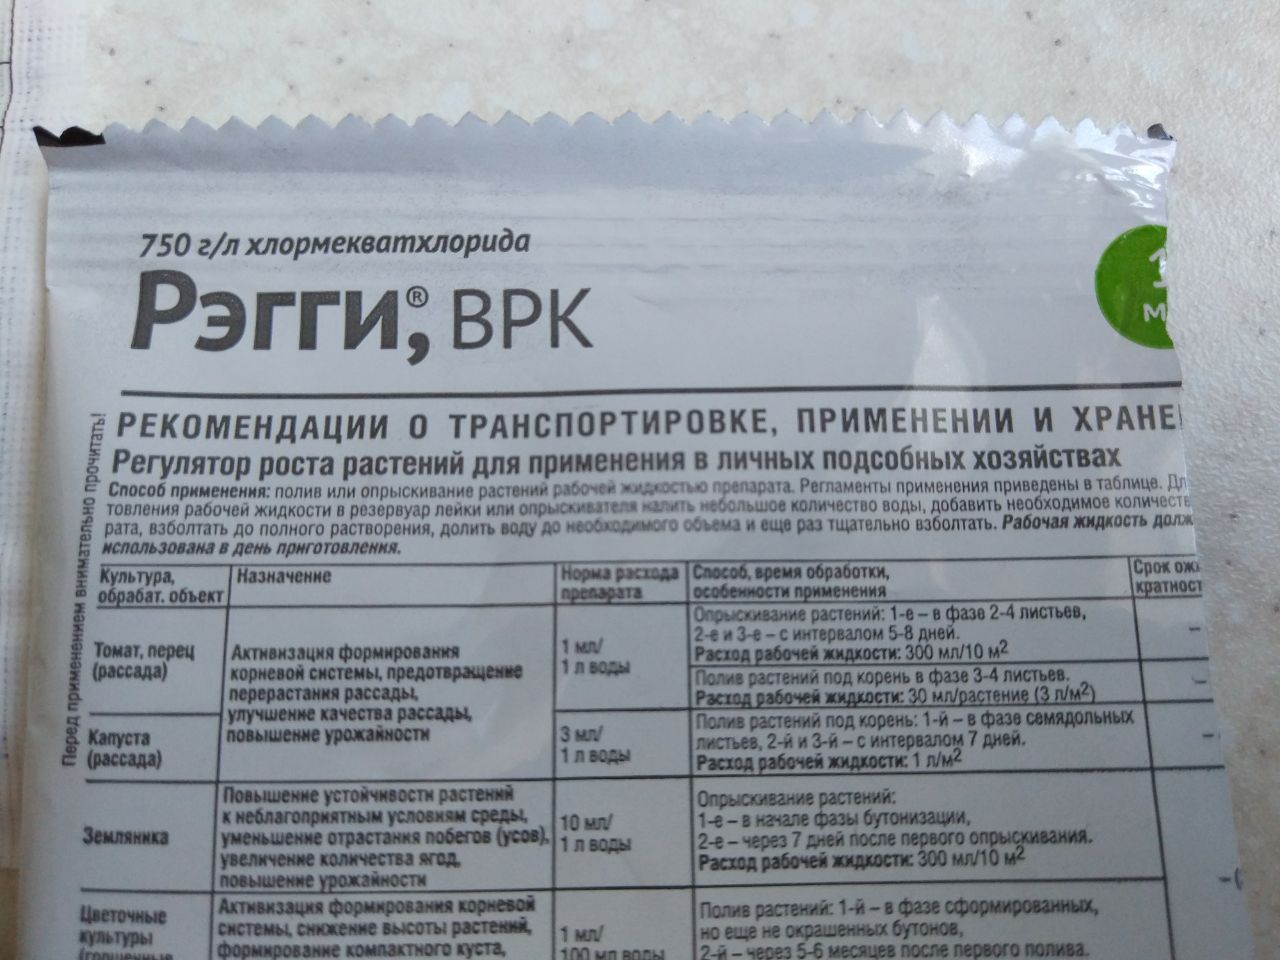 750 г/л хлормекватхлорида
Рэгги,® ВРК
1
м
РЕКОМЕНДАЦИИ О ТРАНСПОРТИРОВКЕ, ПРИМЕНЕНИИ И ХРАНЕ
Регулятор роста растений для применения в личных подсобных хозяйствах
Способ применения: полив или опрыскивание растений рабочей жидкостью препарата. Регламенты применения приведены в таблице. Дл
товления рабочей жидкости в резервуар лейки или опрыскивателя налить небольшое количество воды, добавить необходимое количеств
рата, взболтать до полного растворения, долить воду до необходимого объема и еще раз тщательно взболтать. Рабочая жидкость долж
использована в день приготовления.
Перед применением внимательно прочитать!
Культура,
обрабат. объект
Назначение
Норма расхода
препарата
Способ, время обработки,
особенности применения
Срок ожи
кратност
Томат, перец
(рассада)
Активизация формирования
корневой системы, предотвращение
перерастания рассады,
улучшение качества рассады,
повышение урожайности
1 мл/
1 л воды
Опрыскивание растений: 1-е – в фазе 2-4 листьев,
2-е и 3-е – с интервалом 5-8 дней.
Расход рабочей жидкости: 300 мл/10 м²
Полив растений под корень в фазе 3-4 листьев.
Расход рабочей жидкости: 30 мл/растение (3 л/м²)
Капуста
(рассада)
3 мл/
1 л воды
Полив растений под корень: 1-й – в фазе семядольных
листьев, 2-й и 3-й – с интервалом 7 дней.
Расход рабочей жидкости: 1 л/м²
Земляника
Повышение устойчивости растений
к неблагоприятным условиям среды,
уменьшение отрастания побегов (усов),
увеличение количества ягод,
повышение урожайности
10 мл/
1 л воды
Опрыскивание растений:
1-е – в начале фазы бутонизации,
2-е – через 7 дней после первого опрыскивания.
Расход рабочей жидкости: 300 мл/10 м²
Цветочные
культуры
(горшечные
Активизация формирования корневой
системы, снижение высоты растений,
формирование компактного куста,
1 мл/
100 мл воды
Полив растений: 1-й – в фазе сформированных,
но еще не окрашенных бутонов,
2-й – через 5-6 месяцев после первого полива.